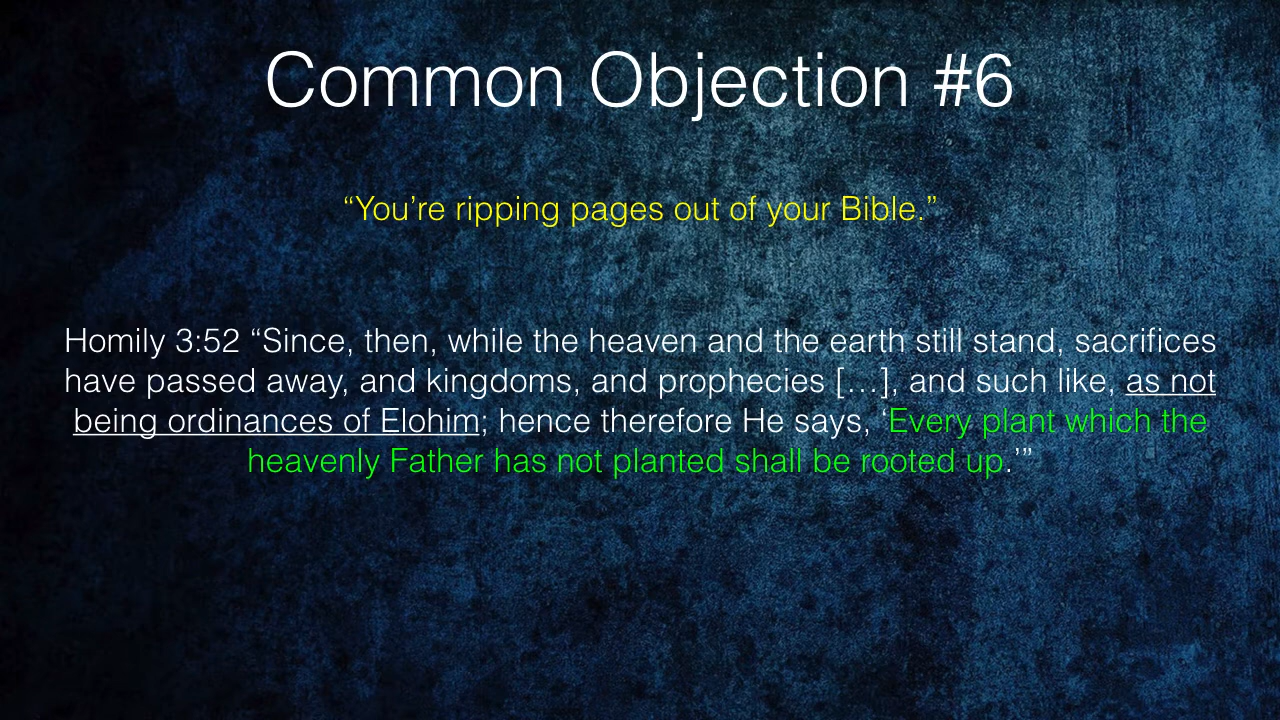 Common Objection #6
“You’re ripping pages out of your Bible.”
Homily 3:52 “Since, then, while the heaven and the earth still stand, sacrifices
have passed away, and kingdoms, and prophecies […], and such like, as not
being ordinances of Elohim; hence therefore He says, ‘Every plant which the
heavenly Father has not planted shall be rooted up.’”